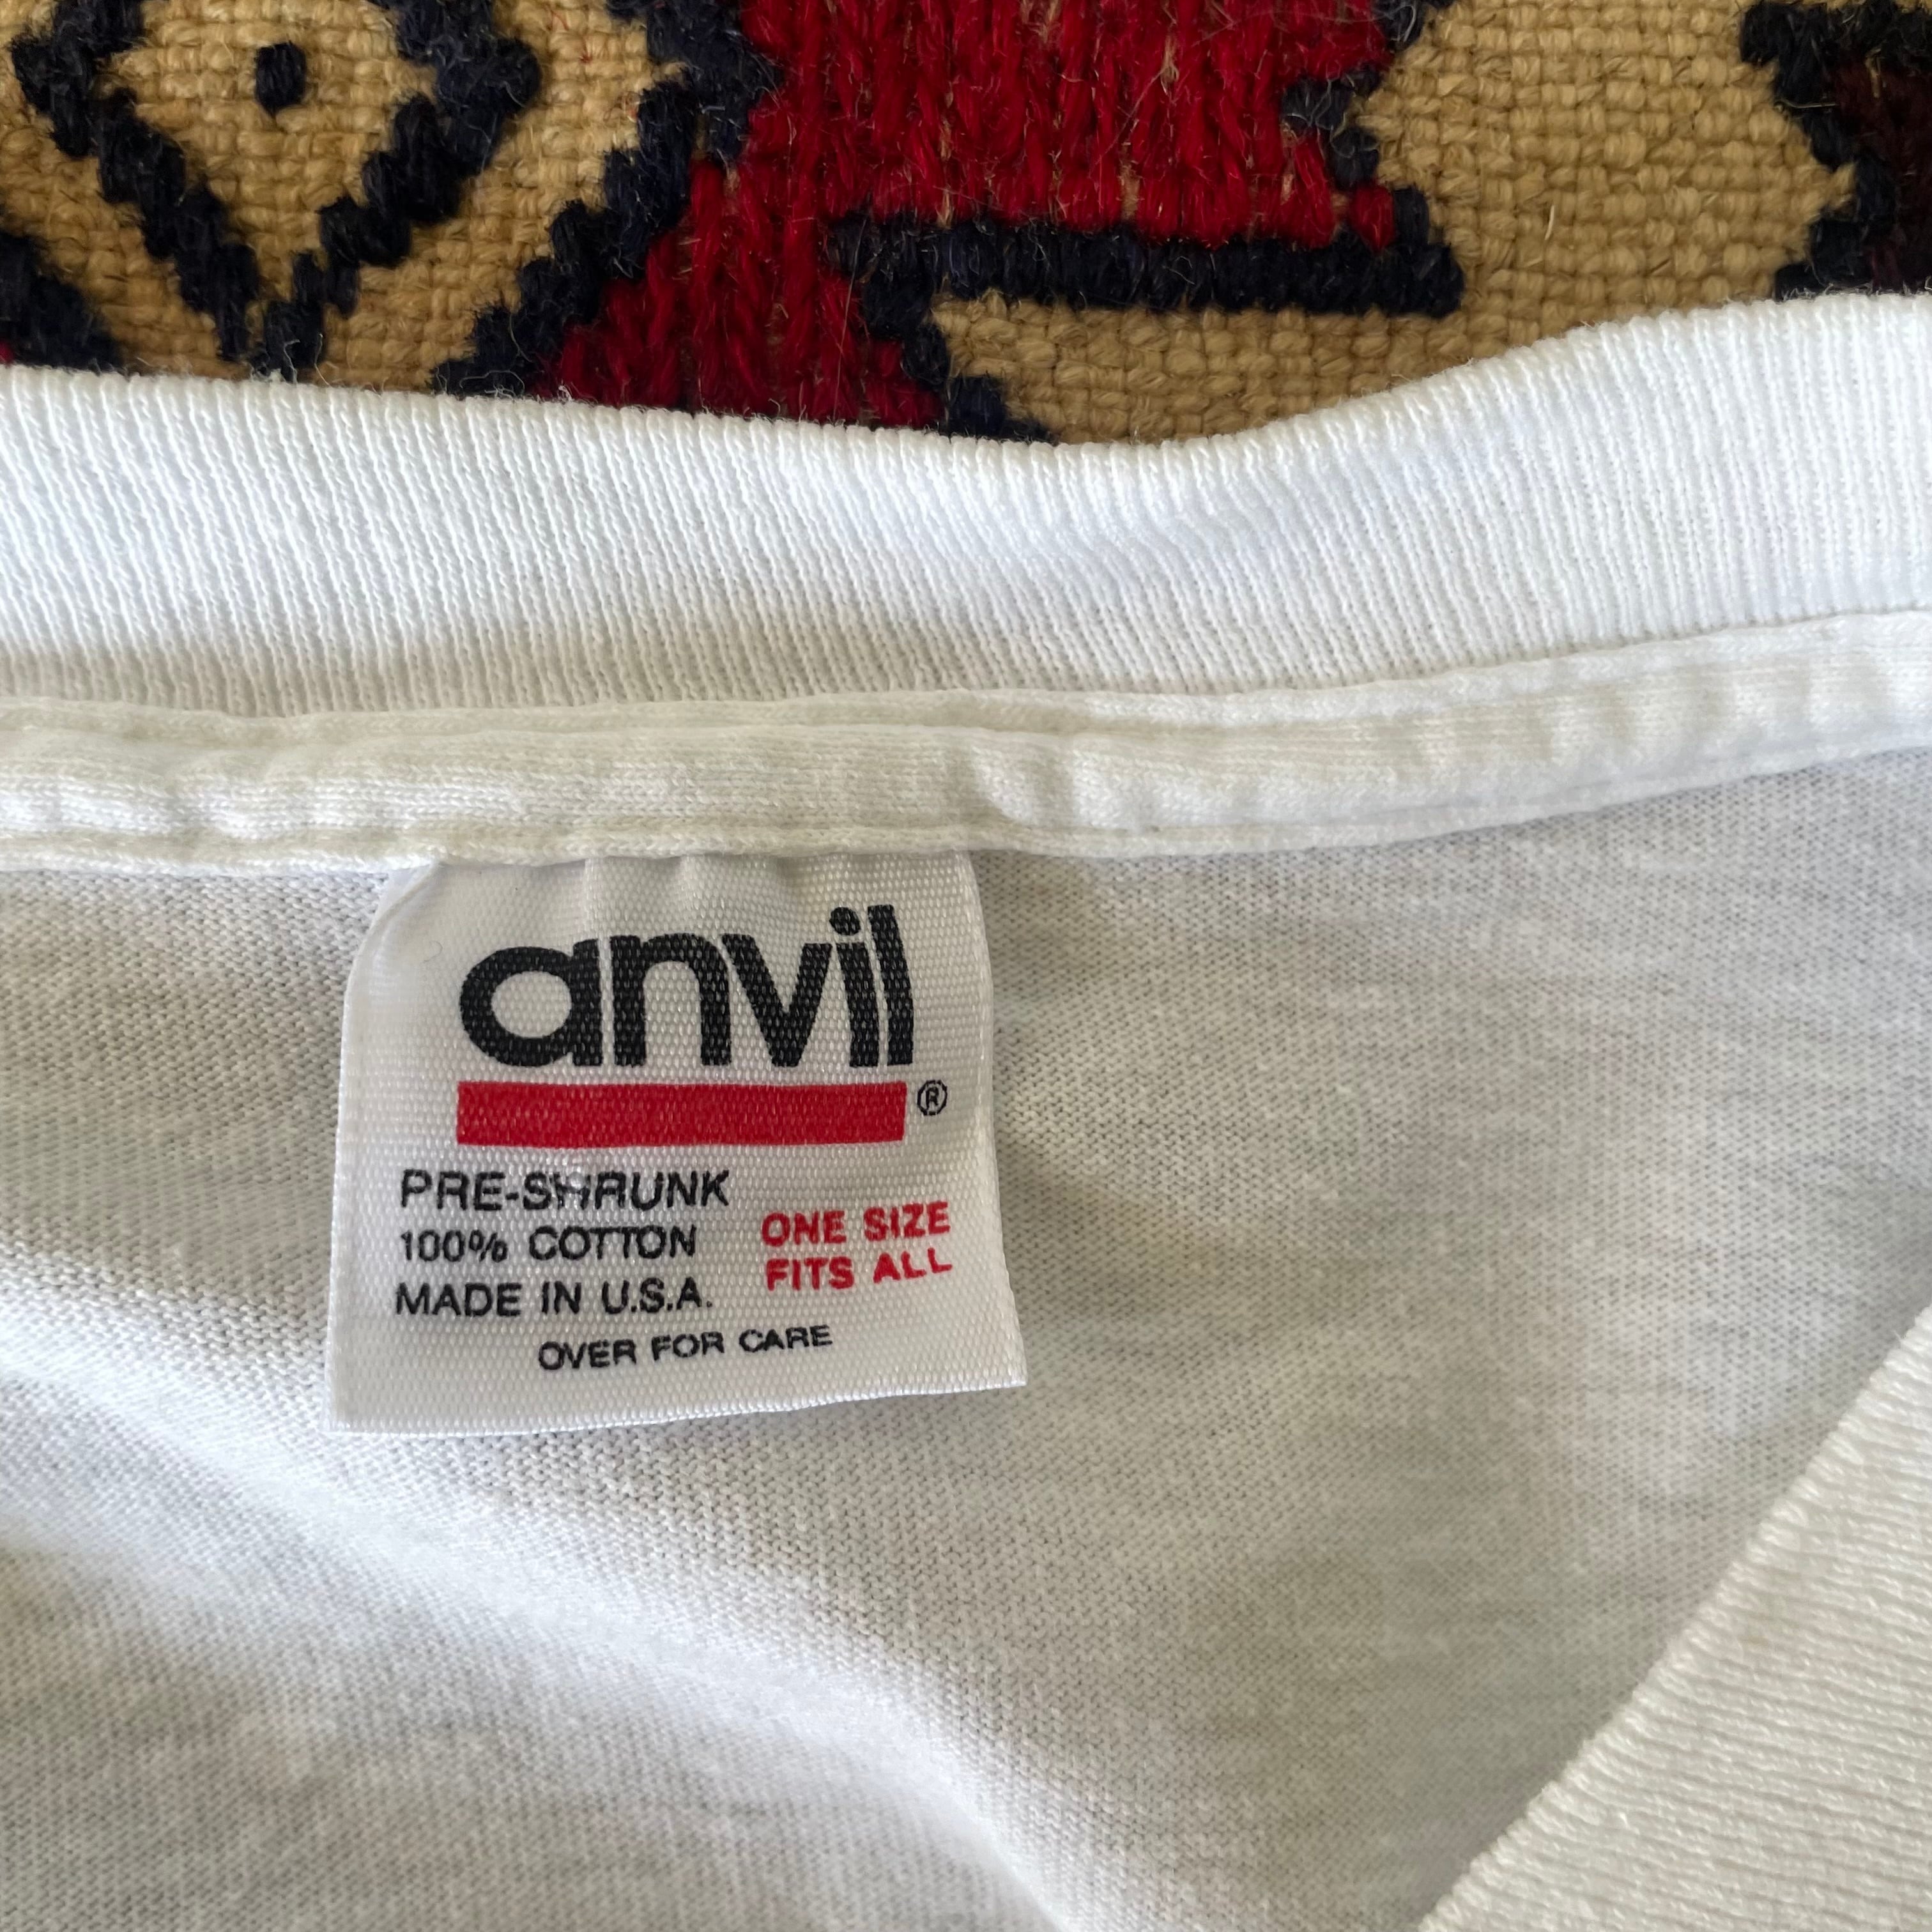 anvil
®
PRE-SHRUNK
100% COTTON
MADE IN U.S.A.
ONE SIZE
FITS ALL
OVER FOR CARE